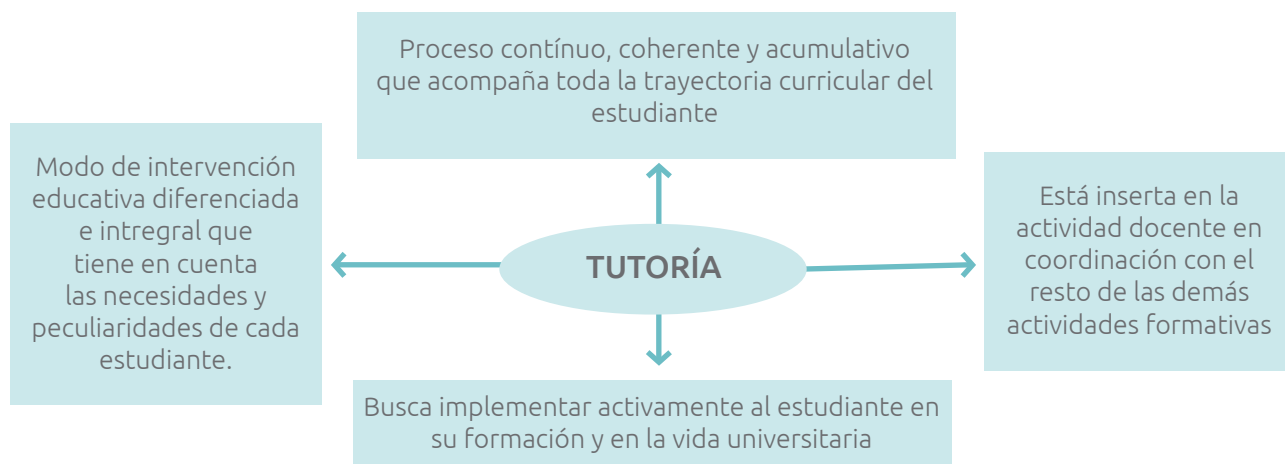 Proceso contínuo, coherente y acumulativo
que acompaña toda la trayectoria curricular del
estudiante
Modo de intervención
educativa diferenciada
e intregral que
tiene en cuenta
las necesidades y
peculiaridades de cada
estudiante.
TUTORÍA
Está inserta en la
actividad docente en
coordinación con el
resto de las demás
actividades formativas
Busca implementar activamente al estudiante en
su formación y en la vida universitaria